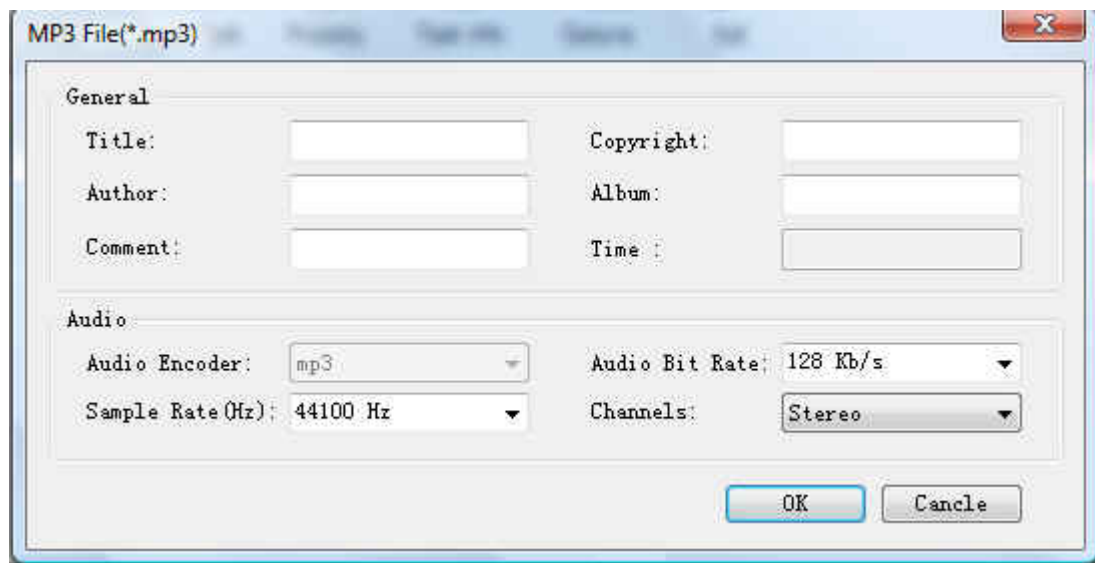 MP3 File(*.mp3)
General
Title: Copyright:
Author: Album:
Comment: Time :
Audio
Audio Encoder: mp3 Audio Bit Rate: 128 Kb/s
Sample Rate(Hz): 44100 Hz Channels: Stereo
OK Cancle